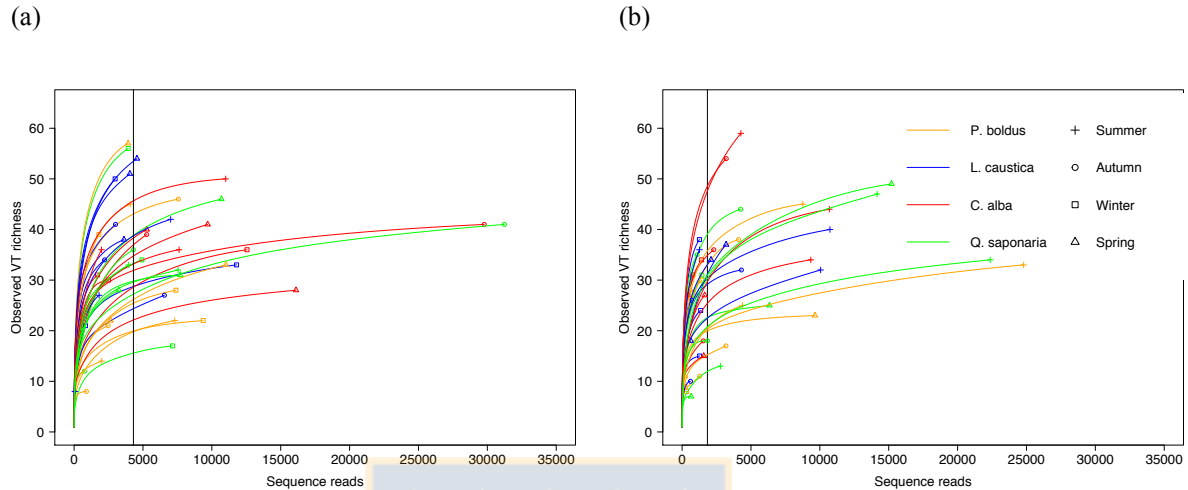 (a)
(b)
Observed VT richness
60
50
40
30
20
10
0
0 5000 10000 15000 20000 25000 30000 35000
Sequence reads
Observed VT richness
60
50
40
30
20
10
0
P. boldus Summer
L. caustica Autumn
C. alba Winter
Q. saponaria Spring
0 5000 10000 15000 20000 25000 30000 35000
Sequence reads